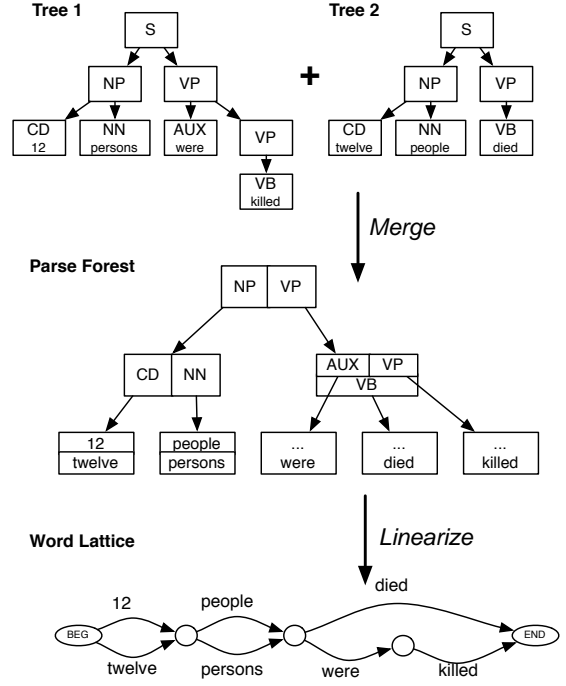 Tree 1
Tree 2
S
S
NP
VP
+
NP
VP
CD
12
NN
persons
AUX
were
VP
CD
twelve
NN
people
VB
died
VB
killed
Merge
Parse Forest
NP
VP
CD
NN
AUX
VP
VB
12
twelve
people
persons
...
were
...
died
...
killed
Linearize
Word Lattice
died
12
people
BEG
END
twelve
persons
were
killed